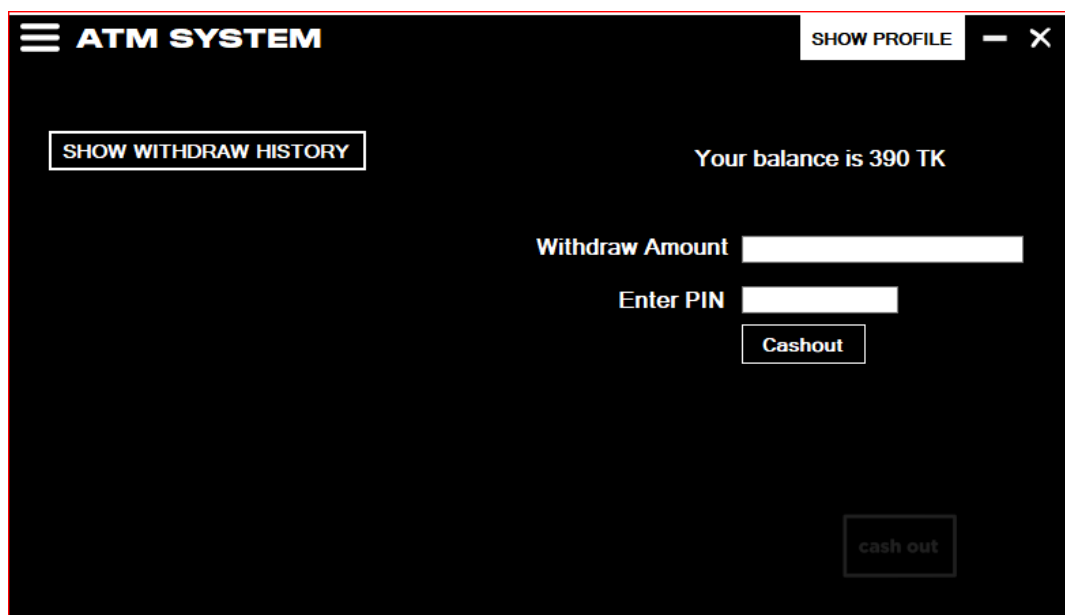 ATM SYSTEM
SHOW PROFILE
SHOW WITHDRAW HISTORY
Your balance is 390 TK
Withdraw Amount
Enter PIN
Cashout
cash out